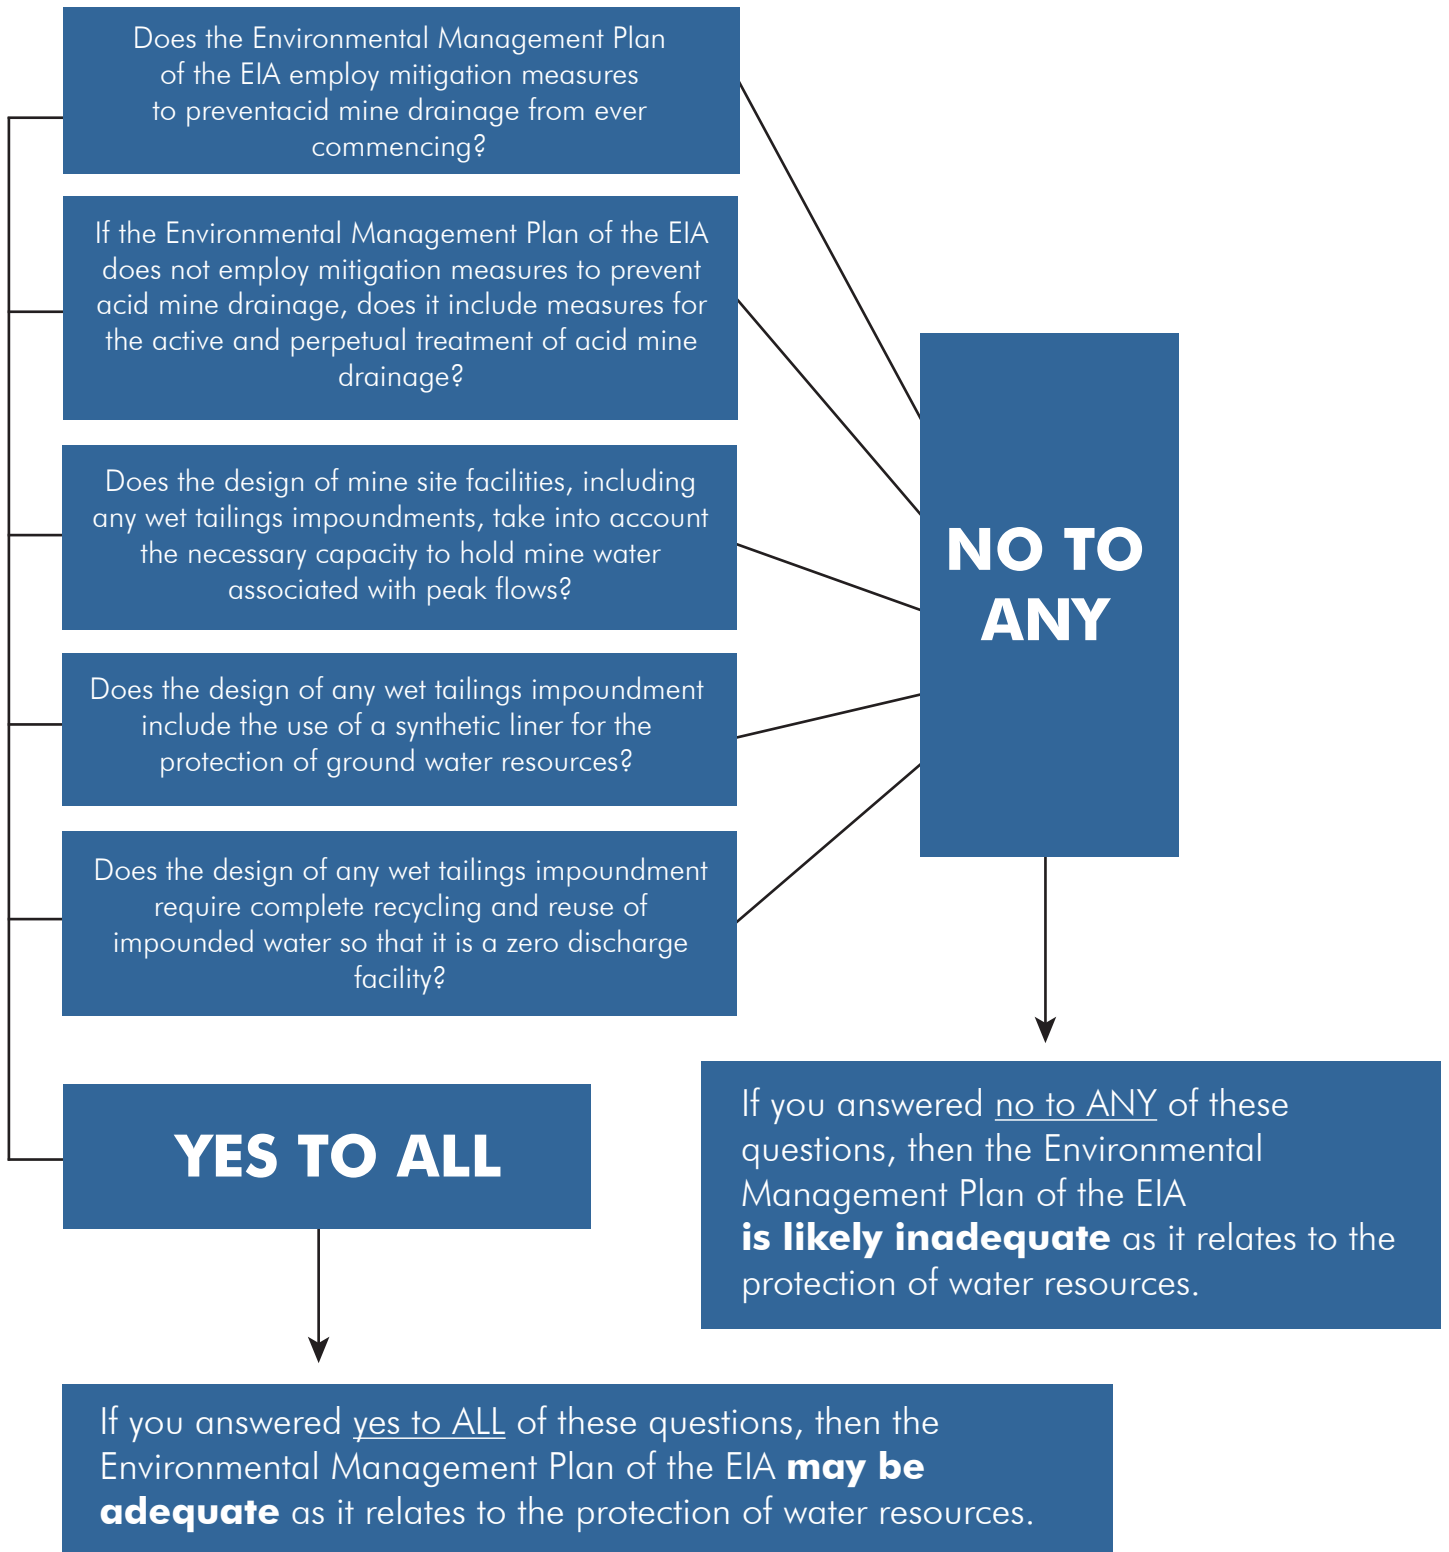 Does the Environmental Management Plan
of the EIA employ mitigation measures
to preventacid mine drainage from ever
commencing?
If the Environmental Management Plan of the EIA
does not employ mitigation measures to prevent
acid mine drainage, does it include measures for
the active and perpetual treatment of acid mine
drainage?
Does the design of mine site facilities, including
any wet tailings impoundments, take into account
the necessary capacity to hold mine water
associated with peak flows?
Does the design of any wet tailings impoundment
include the use of a synthetic liner for the
protection of ground water resources?
Does the design of any wet tailings impoundment
require complete recycling and reuse of
impounded water so that it is a zero discharge
facility?
NO TO
ANY
YES TO ALL
If you answered no to ANY of these
questions, then the Environmental
Management Plan of the EIA
is likely inadequate as it relates to the
protection of water resources.
If you answered yes to ALL of these questions, then the
Environmental Management Plan of the EIA may be
adequate as it relates to the protection of water resources.